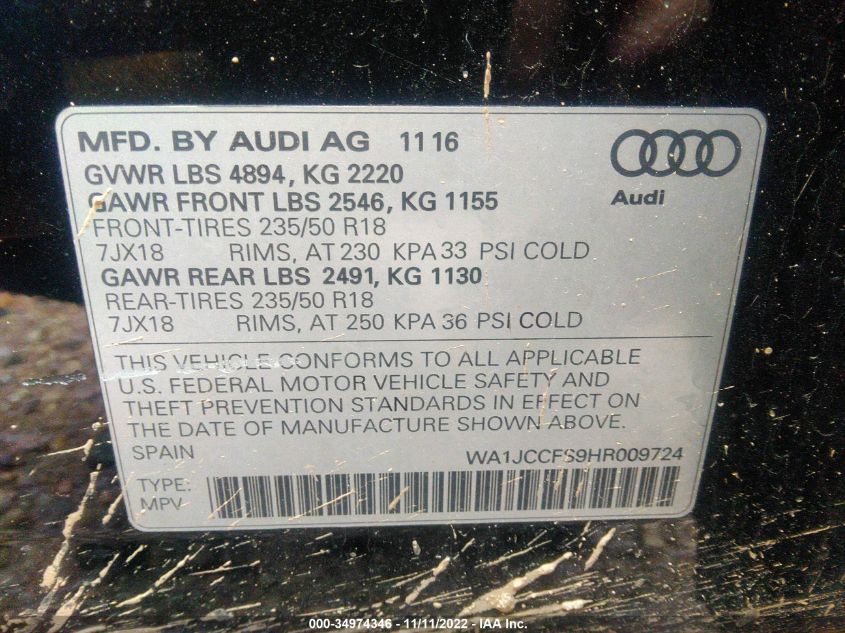 MFD. BY AUDI AG 11 16
Audi
GVWR LBS 4894, KG 2220
GAWR FRONT LBS 2546, KG 1155
FRONT-TIRES 235/50 R18
7JX18 RIMS, AT 230 KPA 33 PSI COLD
GAWR REAR LBS 2491, KG 1130
REAR-TIRES 235/50 R18
7JX18 RIMS, AT 250 KPA 36 PSI COLD
THIS VEHICLE CONFORMS TO ALL APPLICABLE
U.S. FEDERAL MOTOR VEHICLE SAFETY AND
THEFT PREVENTION STANDARDS IN EFFECT ON
THE DATE OF MANUFACTURE SHOWN ABOVE.
SPAIN WA1JCCFS9HR009724
TYPE:
MPV
000-34974346 - 11/11/2022 - IAA Inc.